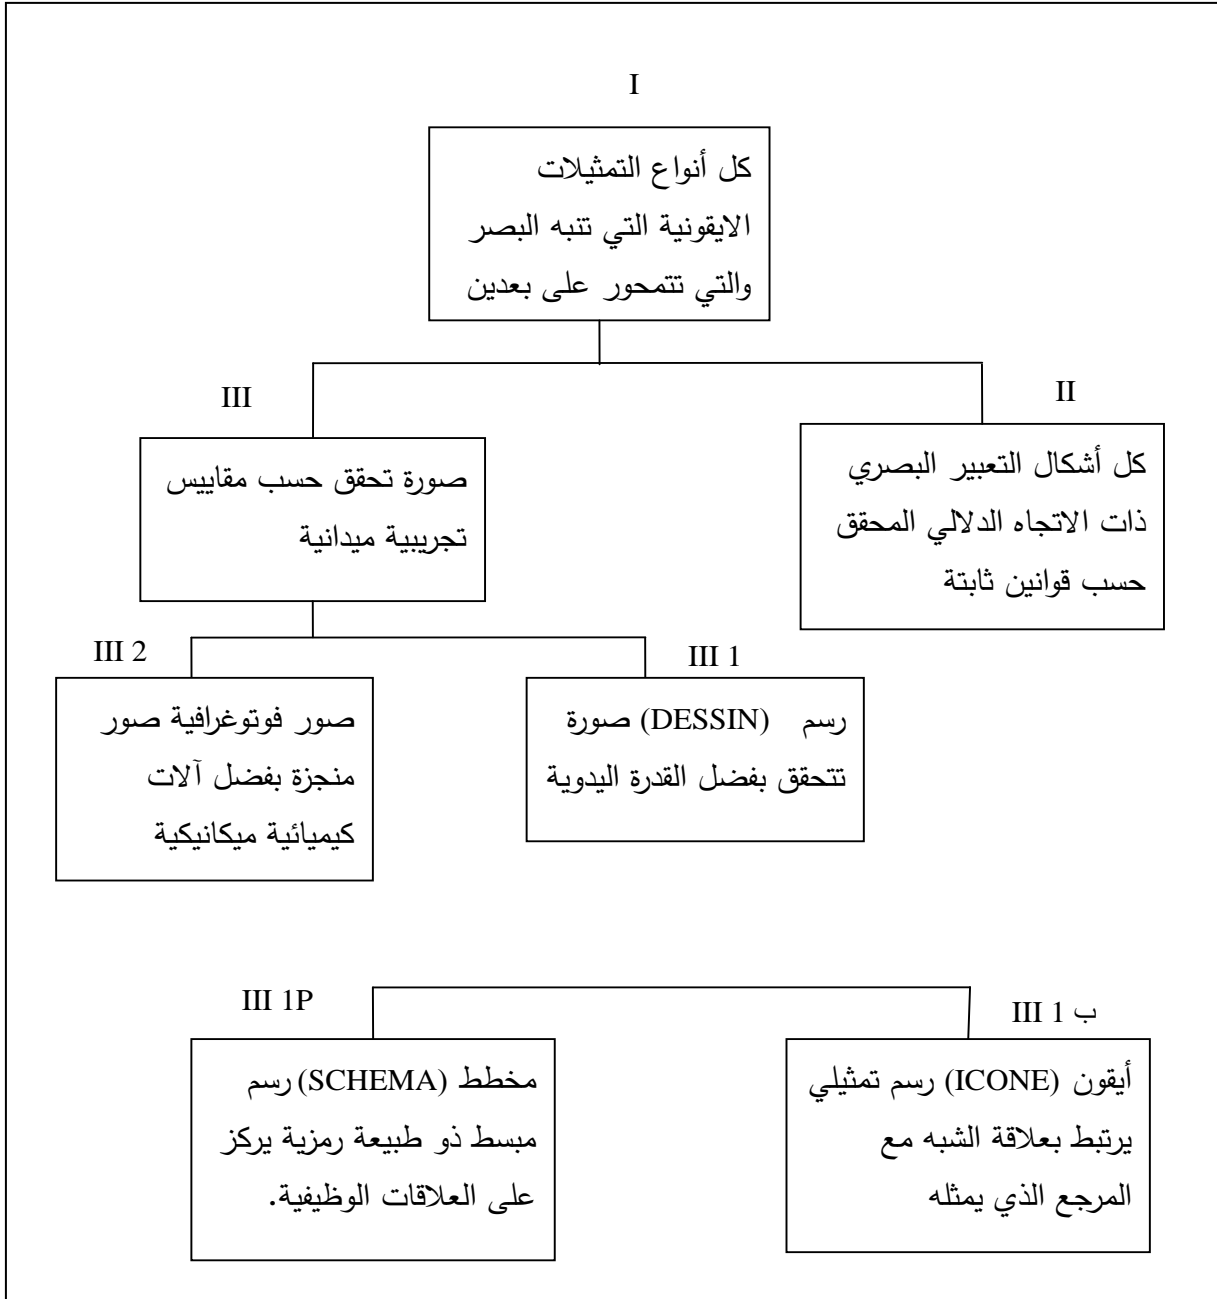 I
كل أنواع التمثيلات
الايقونية التي تنبه البصر
والتي تتمحور على بعدين
II
كل أشكال التعبير البصري
ذات الاتجاه الدلالي المحقق
حسب قوانين ثابتة
III
صورة تحقق حسب مقاييس
تجريبية ميدانية
III 1
رسم (DESSIN) صورة
تتحقق بفضل القدرة اليدوية
III 2
صور فوتوغرافية صور
منجزة بفضل آلات
كيميائية ميكانيكية
III 1 ب
أيقون (ICONE) رسم تمثيلي
يرتبط بعلاقة الشبه مع
المرجع الذي يمثله
III 1P
مخطط (SCHEMA) رسم
مبسط ذو طبيعة رمزية يركز
على العلاقات الوظيفية.